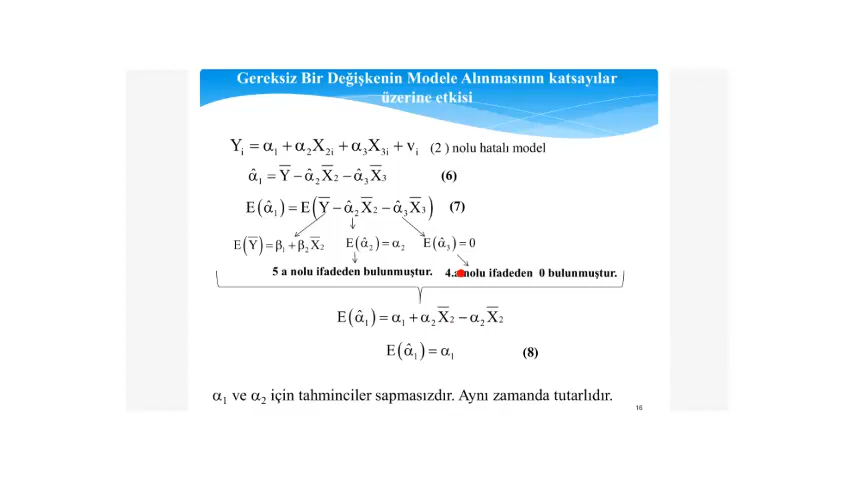 Gereksiz Bir Değişkenin Modele Alınmasının katsayılar
üzerine etkisi
Yᵢ = α₁ + α₂X₂ᵢ + α₃X₃ᵢ + vᵢ (2 ) nolu hatalı model
α̂₁ = Y̅ − α̂₂X̅₂ − α̂₃X̅₃ (6)
E(α̂₁) = E(Y̅ − α̂₂X̅₂ − α̂₃X̅₃) (7)
E(Y̅) = β₁ + β₂X̅₂ E(α̂₂) = α₂ E(α̂₃) = 0
5 a nolu ifadeden bulunmuştur. 4.a nolu ifadeden 0 bulunmuştur.
E(α̂₁) = α₁ + α₂X̅₂ − α₂X̅₂
E(α̂₁) = α₁ (8)
α₁ ve α₂ için tahminciler sapmasızdır. Aynı zamanda tutarlıdır.
16